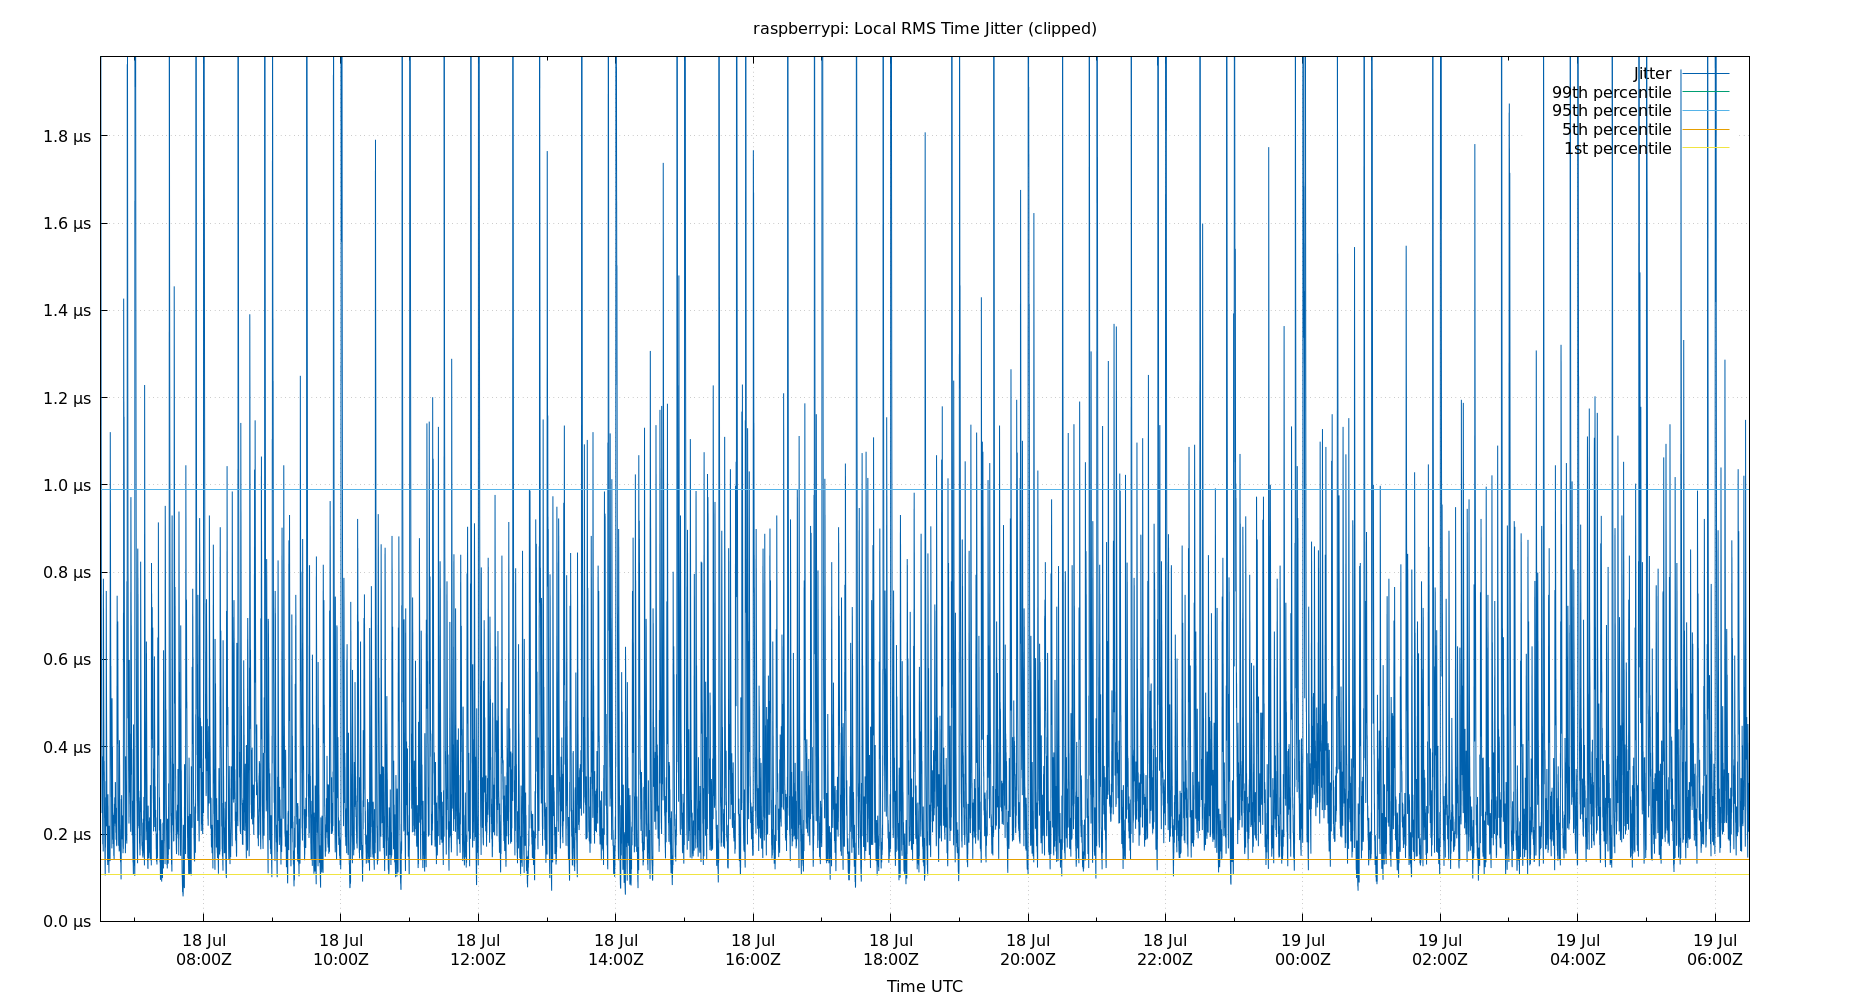 raspberrypi: Local RMS Time Jitter (clipped)
Jitter
99th percentile
95th percentile
5th percentile
1st percentile
1.8 μs
1.6 μs
1.4 μs
1.2 μs
1.0 μs
0.8 μs
0.6 μs
0.4 μs
0.2 μs
0.0 μs
18 Jul 18 Jul 18 Jul 18 Jul 18 Jul 18 Jul 18 Jul 18 Jul 19 Jul 19 Jul 19 Jul 19 Jul
08:00Z 10:00Z 12:00Z 14:00Z 16:00Z 18:00Z 20:00Z 22:00Z 00:00Z 02:00Z 04:00Z 06:00Z
Time UTC